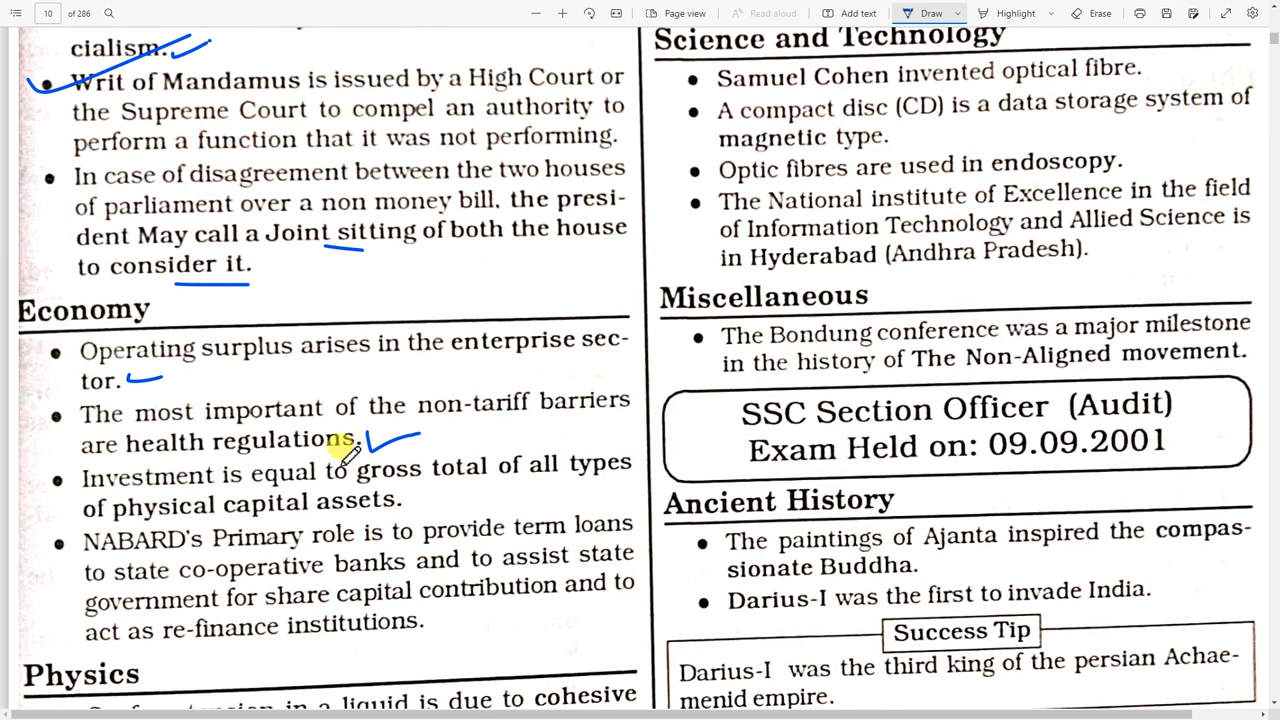 10 of 286 Page view Read aloud Add text Draw Highlight Erase
cialism.
• Writ of Mandamus is issued by a High Court or
the Supreme Court to compel an authority to
perform a function that it was not performing.
• In case of disagreement between the two houses
of parliament over a non money bill, the presi-
dent May call a Joint sitting of both the house
to consider it.
Economy
• Operating surplus arises in the enterprise sec-
tor.
• The most important of the non-tariff barriers
are health regulations.
• Investment is equal to gross total of all types
of physical capital assets.
• NABARD's Primary role is to provide term loans
to state co-operative banks and to assist state
government for share capital contribution and to
act as re-finance institutions.
Physics
in a liquid is due to cohesive
Science and Technology
• Samuel Cohen invented optical fibre.
• A compact disc (CD) is a data storage system of
magnetic type.
• Optic fibres are used in endoscopy.
• The National institute of Excellence in the field
of Information Technology and Allied Science is
in Hyderabad (Andhra Pradesh).
Miscellaneous
• The Bondung conference was a major milestone
in the history of The Non-Aligned movement.
SSC Section Officer (Audit)
Exam Held on: 09.09.2001
Ancient History
• The paintings of Ajanta inspired the compas-
sionate Buddha.
• Darius-I was the first to invade India.
Success Tip
Darius-I was the third king of the persian Achae-
menid empire.